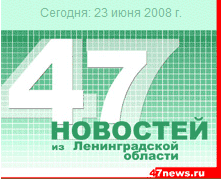 Сегодня: 23 июня 2008 г.
47
НОВОСТЕЙ
из Ленинградской
области
47news.ru